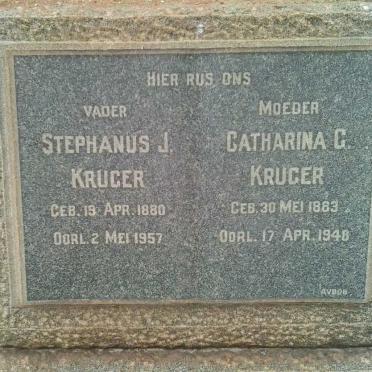 HIER RUS ONS
VADER
STEPHANUS J.
KRUGER
GEB. 19 APR. 1880
OORL. 2 MEI 1957
MOEDER
CATHARINA C.
KRUGER
GEB. 30 MEI 1883
OORL. 17 APR. 1948
AVBOB